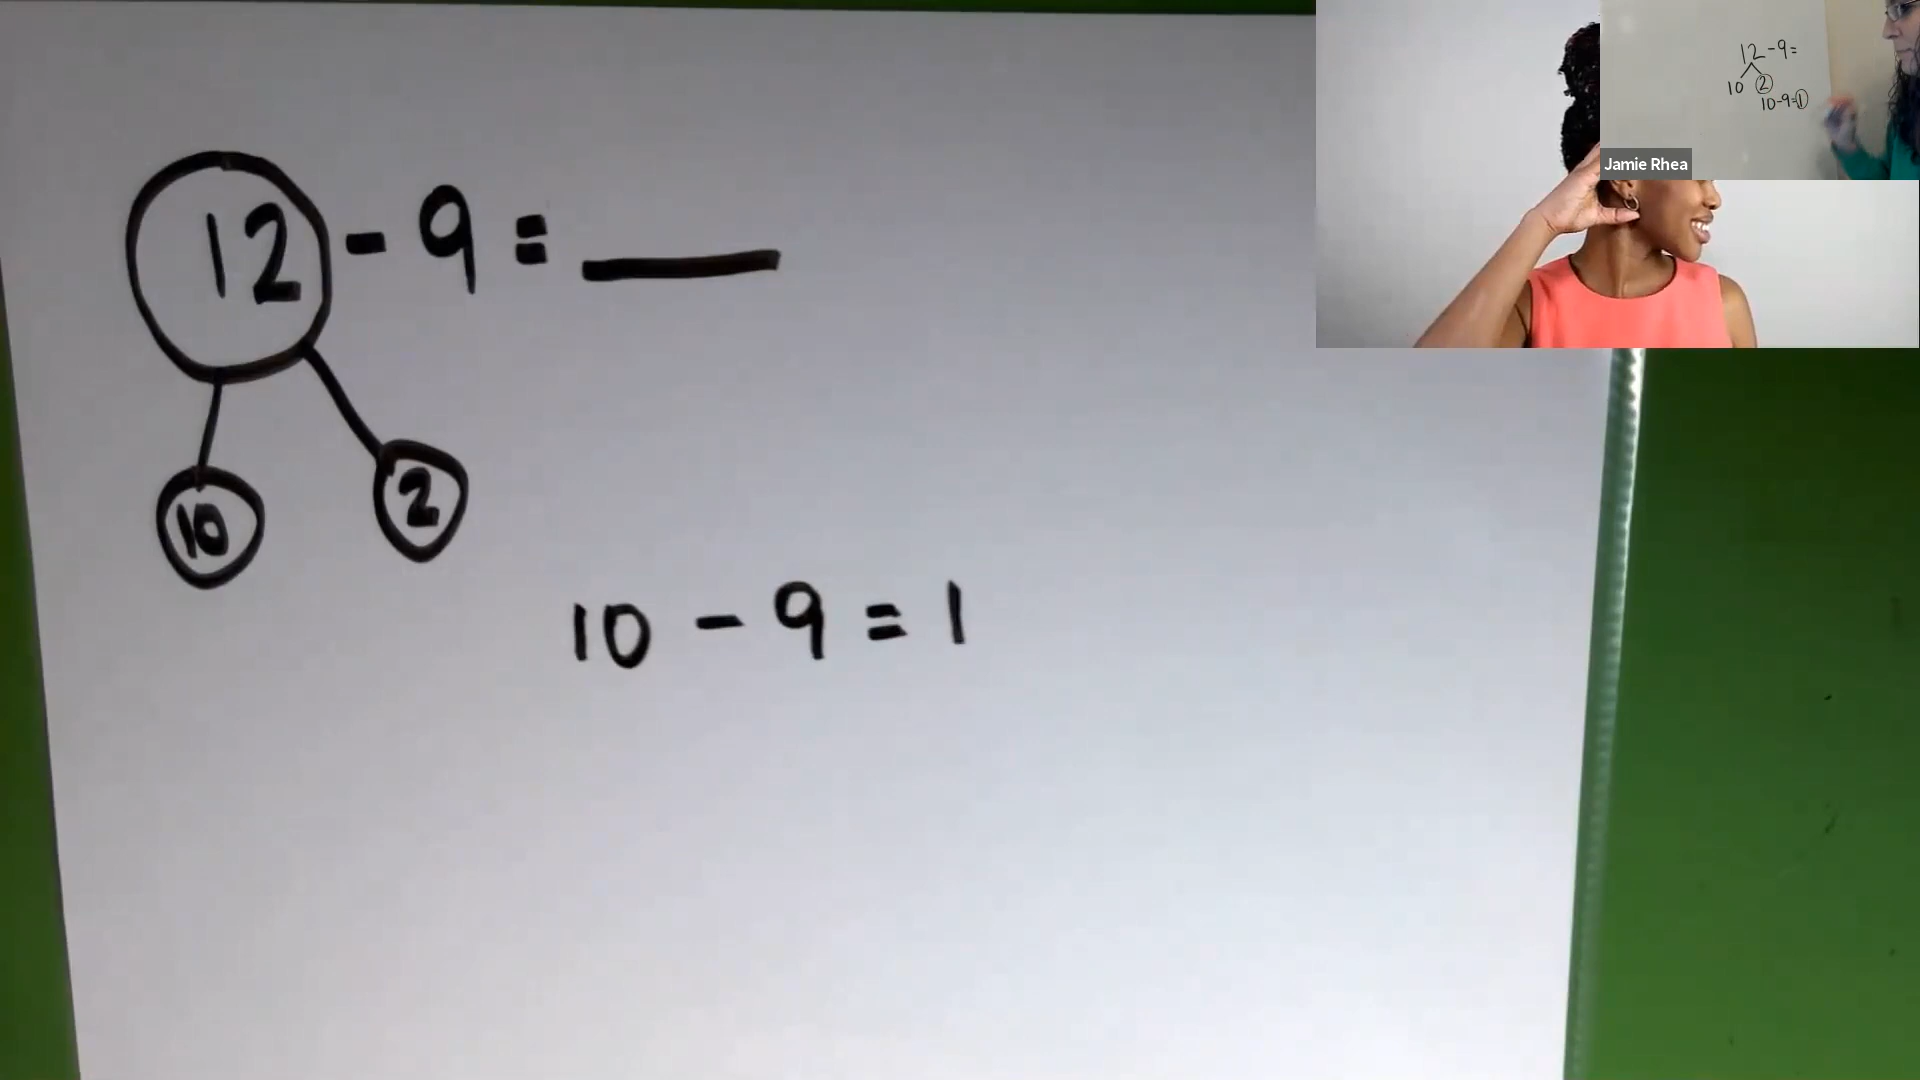 12 - 9 = ___
10 2
10 - 9 = 1
12 - 9 =
10 2
10 - 9 = 1
Jamie Rhea